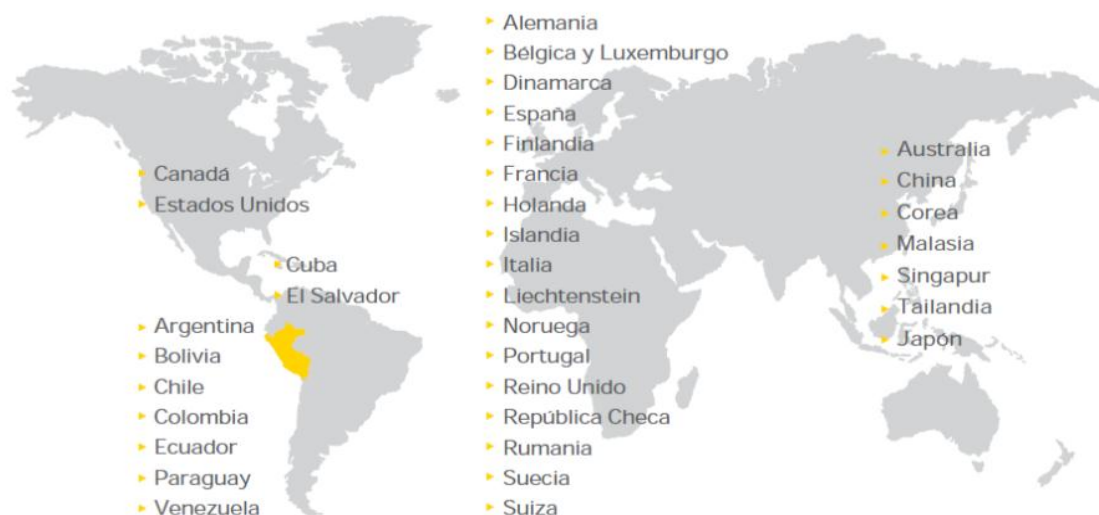 Canadá
Estados Unidos
Cuba
El Salvador
Argentina
Bolivia
Chile
Colombia
Ecuador
Paraguay
Venezuela
Alemania
Bélgica y Luxemburgo
Dinamarca
España
Finlandia
Francia
Holanda
Islandia
Italia
Liechtenstein
Noruega
Portugal
Reino Unido
República Checa
Rumania
Suecia
Suiza
Australia
China
Corea
Malasia
Singapur
Tailandia
Japón